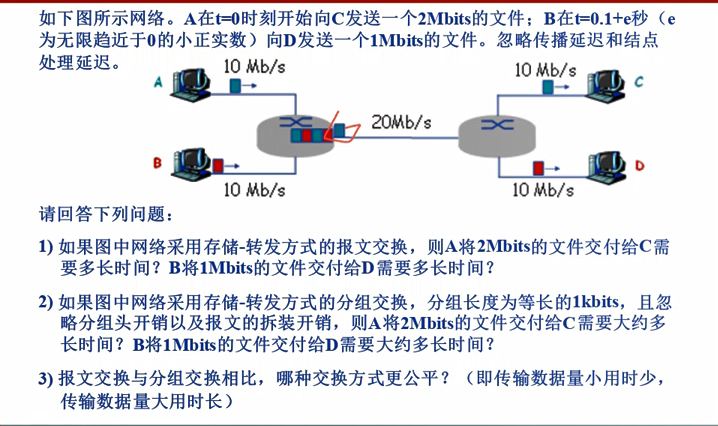 如下图所示网络。A在t=0时刻开始向C发送一个2Mbits的文件；B在t=0.1+e秒（e
为无限趋近于0的小正实数）向D发送一个1Mbits的文件。忽略传播延迟和结点
处理延迟。
10 Mb/s
10 Mb/s
A
C
20Mb/s
B
D
10 Mb/s
10 Mb/s
请回答下列问题：
1) 如果图中网络采用存储-转发方式的报文交换，则A将2Mbits的文件交付给C需
要多长时间？B将1Mbits的文件交付给D需要多长时间？
2) 如果图中网络采用存储-转发方式的分组交换，分组长度为等长的1kbits，且忽
略分组头开销以及报文的拆装开销，则A将2Mbits的文件交付给C需要大约多
长时间？B将1Mbits的文件交付给D需要大约多长时间？
3) 报文交换与分组交换相比，哪种交换方式更公平？（即传输数据量小用时少，
传输数据量大用时长）